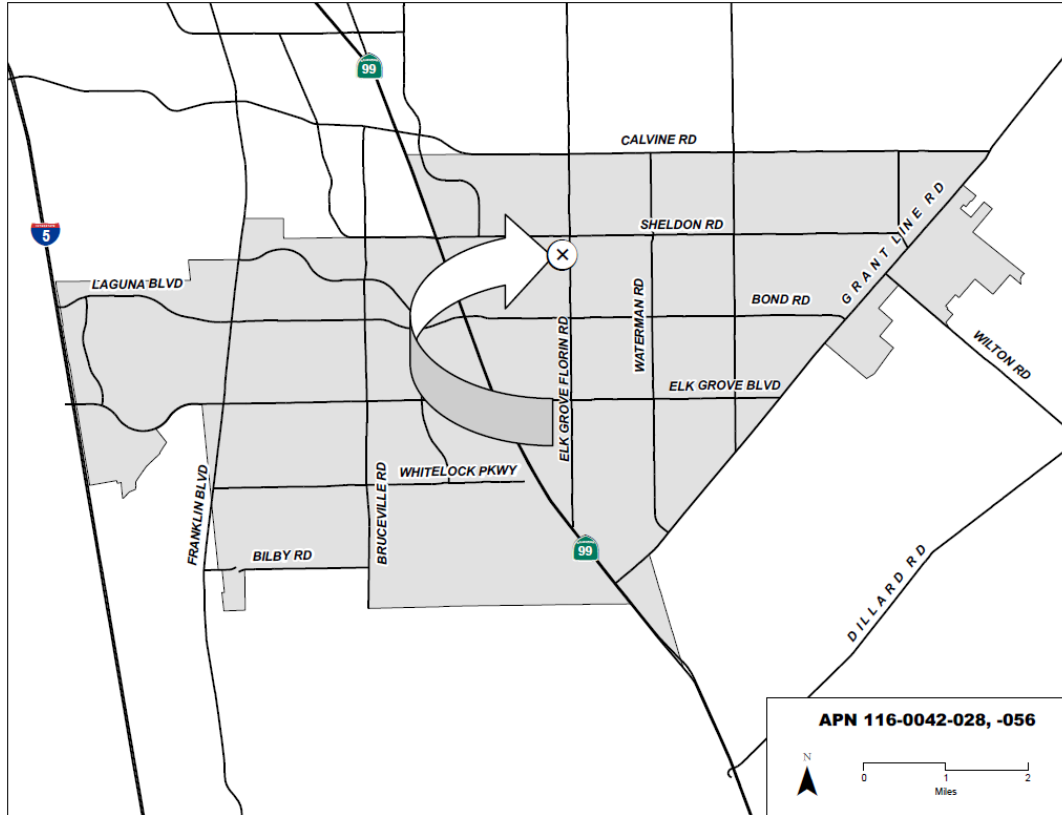 99
CALVINE RD
SHELDON RD
GRANT LINE RD
5
LAGUNA BLVD
BOND RD
WATERMAN RD
ELK GROVE FLORIN RD
WILTON RD
ELK GROVE BLVD
WHITELOCK PKWY
FRANKLIN BLVD
BRUCEVILLE RD
BILBY RD
99
DILLARD RD
APN 116-0042-028, -056
N
0 1 2
Miles